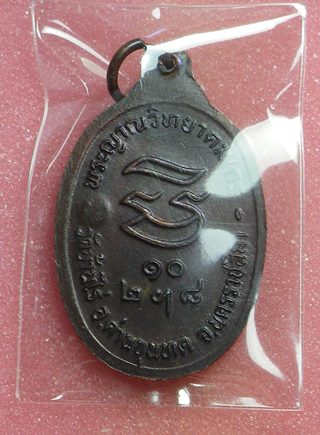 พระญาณวิทยาคม
๑๐
๒ ๙ ๘
วัดบ้านไร่ อ.ด่านขุนทด จ.นครราชสีมา